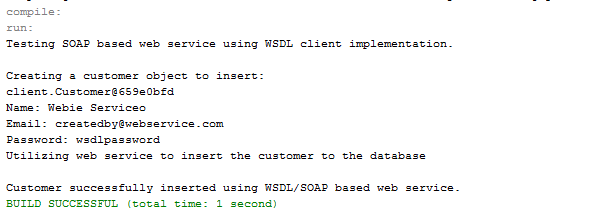 compile:
run:
Testing SOAP based web service using WSDL client implementation.
Creating a customer object to insert:
client.Customer@659e0bfd
Name: Webie Serviceo
Email: createdby@webservice.com
Password: wsdlpassword
Utilizing web service to insert the customer to the database
Customer successfully inserted using WSDL/SOAP based web service.
BUILD SUCCESSFUL (total time: 1 second)